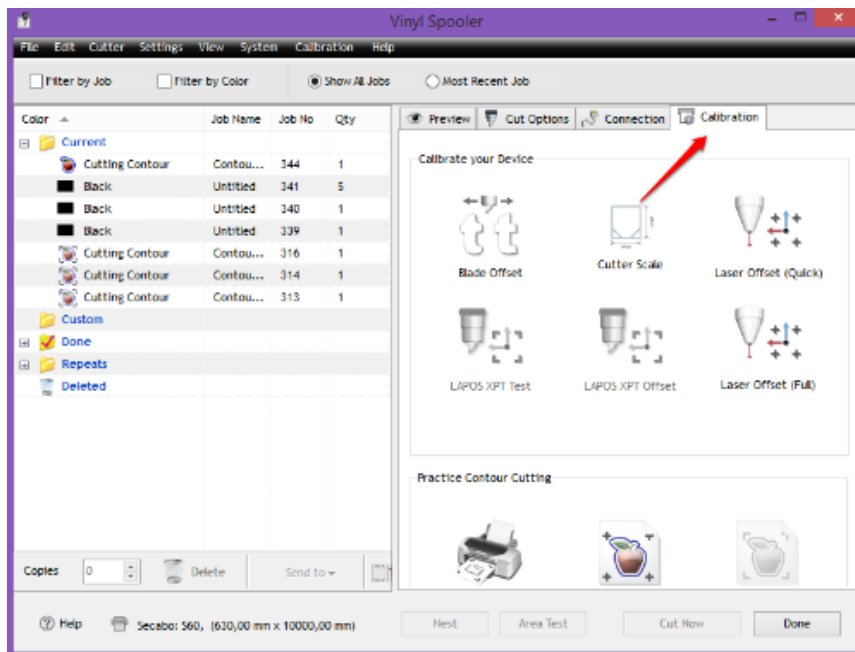 Vinyl Spooler
File Edit Cutter Settings View System Calibration Help
Filter by Job Filter by Color Show All Jobs Most Recent Job
Color Job Name Job No Qty
Preview Cut Options Connection Calibration
Current
Cutting Contour Contou... 344 1
Black Untitled 341 5
Black Untitled 340 1
Black Untitled 339 1
Cutting Contour Contou... 316 1
Cutting Contour Contou... 314 1
Cutting Contour Contou... 313 1
Custom
Done
Repeats
Deleted
Calibrate your Device
Blade Offset Cutter Scale Laser Offset (Quick)
LAPOS XPT Test LAPOS XPT Offset Laser Offset (Full)
Practice Contour Cutting
Copies 0 Delete Send to
Help Secabo: S60, (630,00 mm x 10000,00 mm) Nest Area Test Cut Now Done